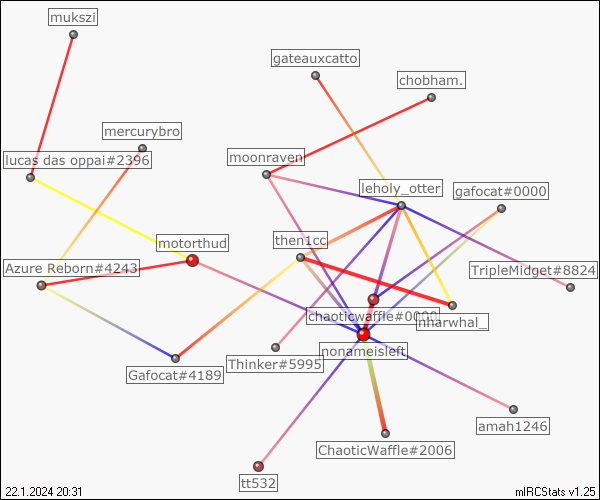 mukszi
gateauxcatto
chobham.
mercurybro
lucas das oppai#2396
moonraven
leholy_otter
gafocat#0000
motorthud
then1cc
Azure Reborn#4243
TripleMidget#8824
chaoticwaffle#0000
nharwhal_
nonameisleft
Thinker#5995
Gafocat#4189
amah1246
ChaoticWaffle#2006
tt532
22.1.2024 20:31
mIRCStats v1.25